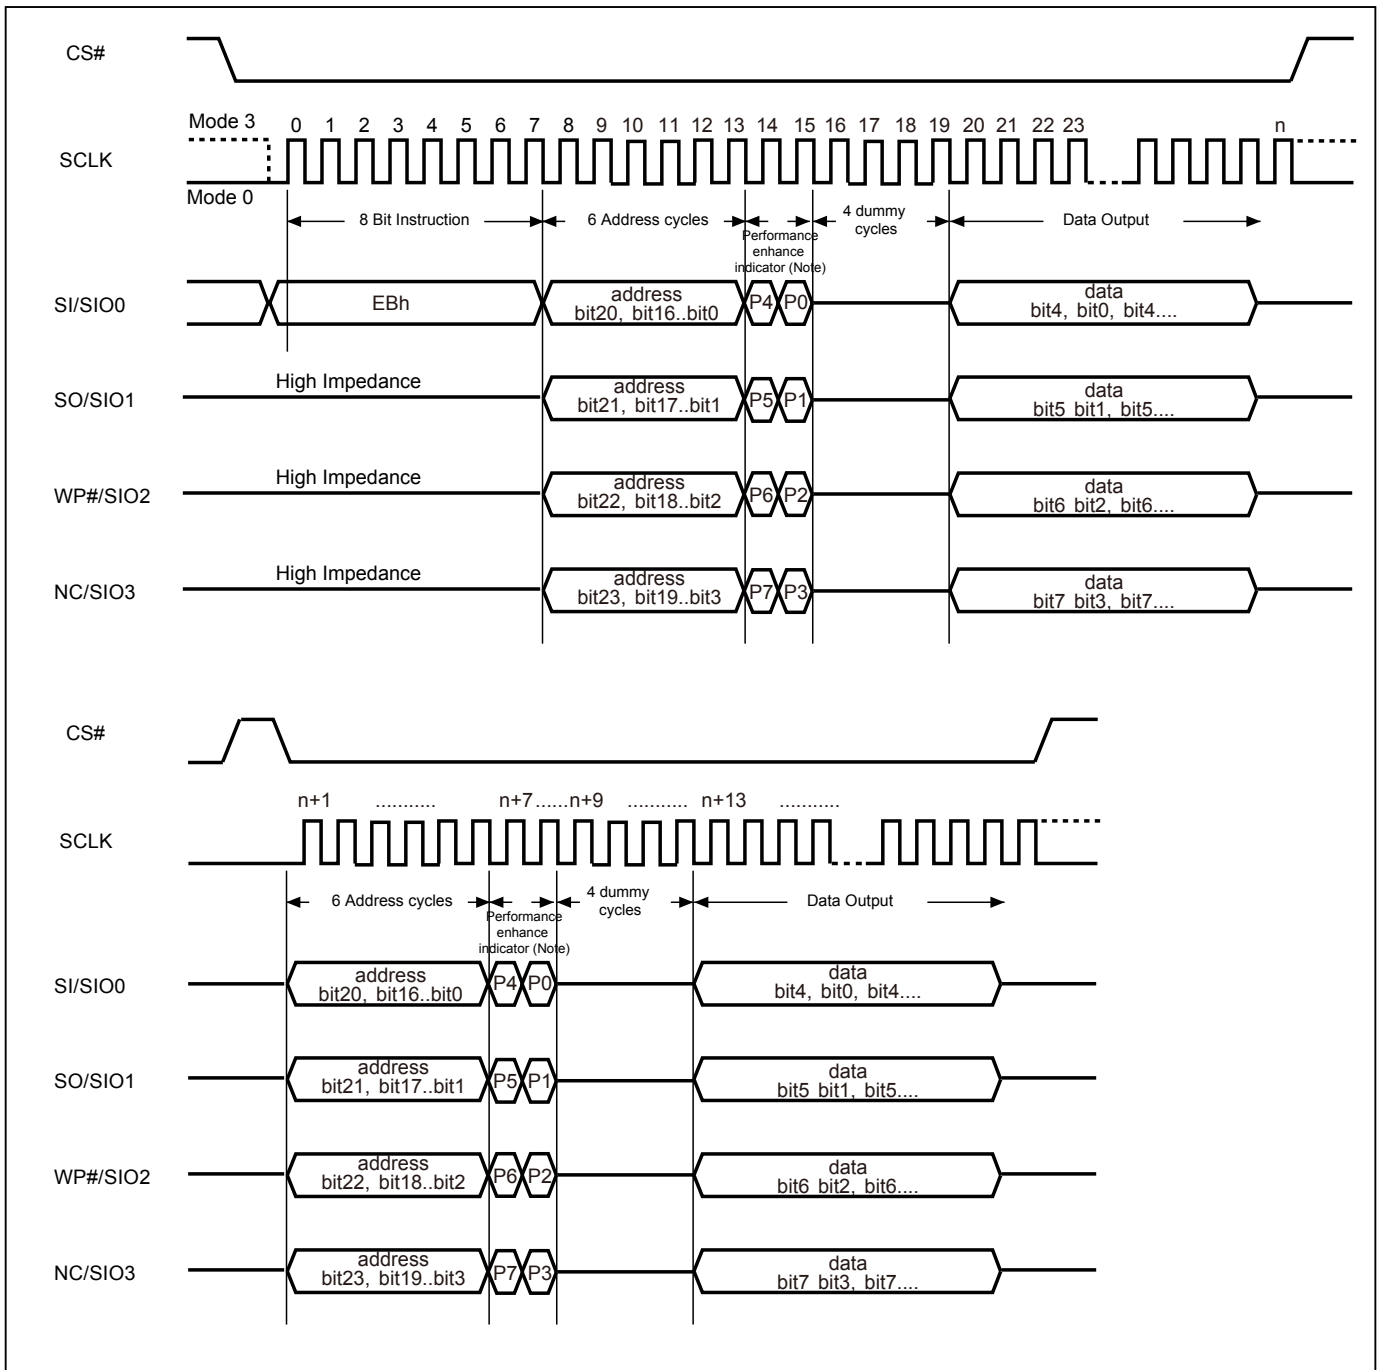 CS#
Mode 3
0 1 2 3 4 5 6 7 8 9 10 11 12 13 14 15 16 17 18 19 20 21 22 23 n
SCLK
Mode 0
8 Bit Instruction
6 Address cycles
Performance
enhance
indicator (Note)
4 dummy
cycles
Data Output
SI/SIO0
EBh
address
bit20, bit16..bit0
P4 P0
data
bit4, bit0, bit4....
SO/SIO1
High Impedance
address
bit21, bit17..bit1
P5 P1
data
bit5 bit1, bit5....
WP#/SIO2
High Impedance
address
bit22, bit18..bit2
P6 P2
data
bit6 bit2, bit6....
NC/SIO3
High Impedance
address
bit23, bit19..bit3
P7 P3
data
bit7 bit3, bit7....
CS#
n+1 ........... n+7......n+9 ........... n+13 ...........
SCLK
6 Address cycles
Performance
enhance
indicator (Note)
4 dummy
cycles
Data Output
SI/SIO0
address
bit20, bit16..bit0
P4 P0
data
bit4, bit0, bit4....
SO/SIO1
address
bit21, bit17..bit1
P5 P1
data
bit5 bit1, bit5....
WP#/SIO2
address
bit22, bit18..bit2
P6 P2
data
bit6 bit2, bit6....
NC/SIO3
address
bit23, bit19..bit3
P7 P3
data
bit7 bit3, bit7....